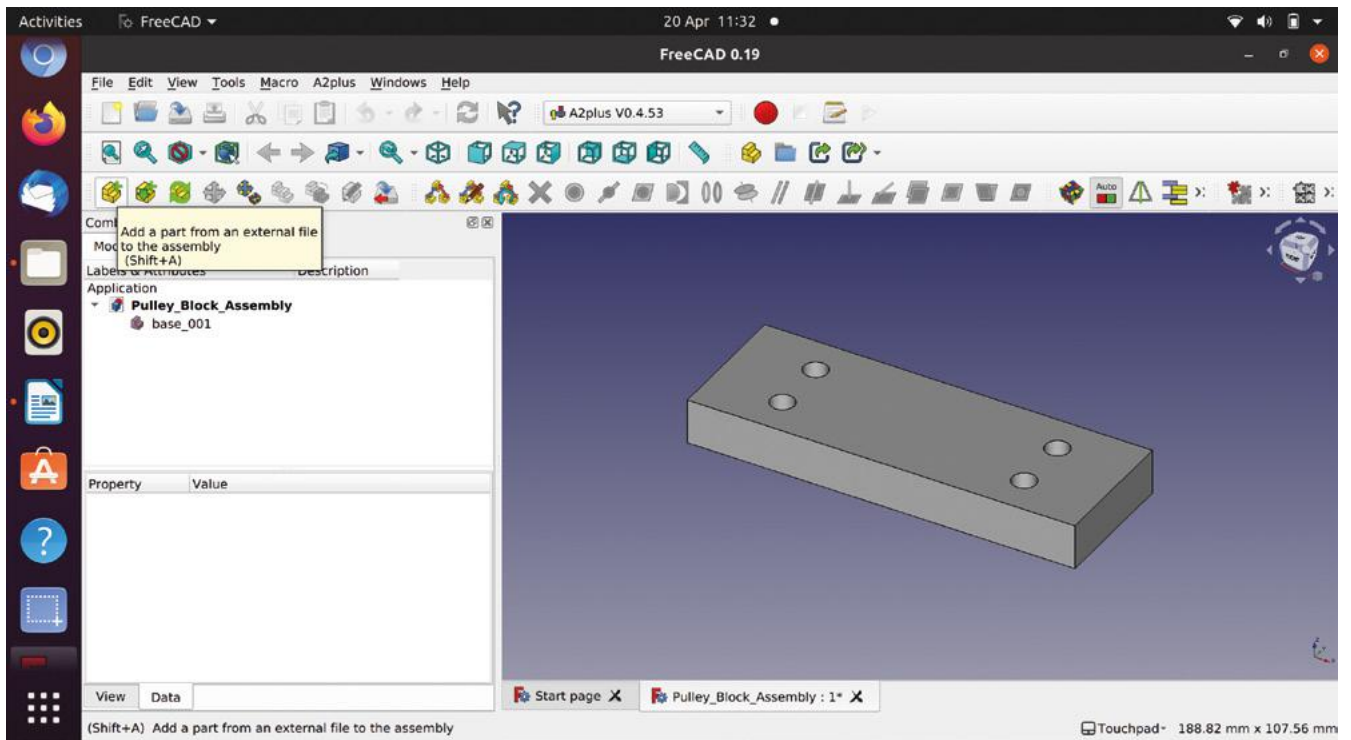 Activities FreeCAD 20 Apr 11:32
FreeCAD 0.19
File Edit View Tools Macro A2plus Windows Help
A2plus V0.4.53
Auto
Com
Add a part from an external file
Mod to the assembly
(Shift+A)
Labels & Attributes Description
Application
Pulley_Block_Assembly
base_001
Property Value
View Data
Start page Pulley_Block_Assembly : 1*
(Shift+A) Add a part from an external file to the assembly
Touchpad 188.82 mm x 107.56 mm